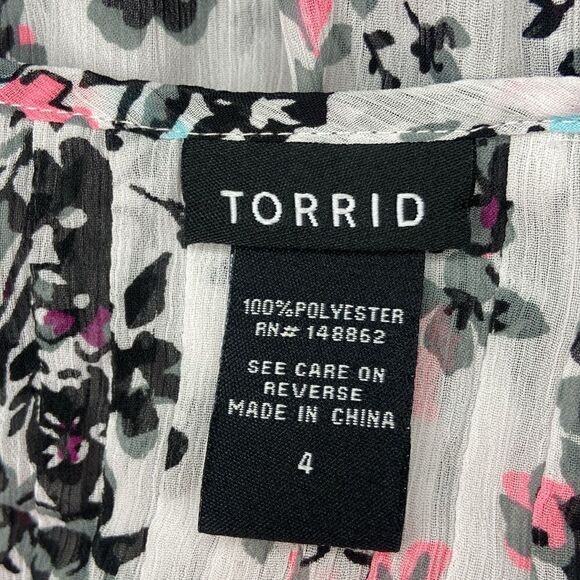 TORRID
100%POLYESTER
RN# 148862
SEE CARE ON
REVERSE
MADE IN CHINA
4